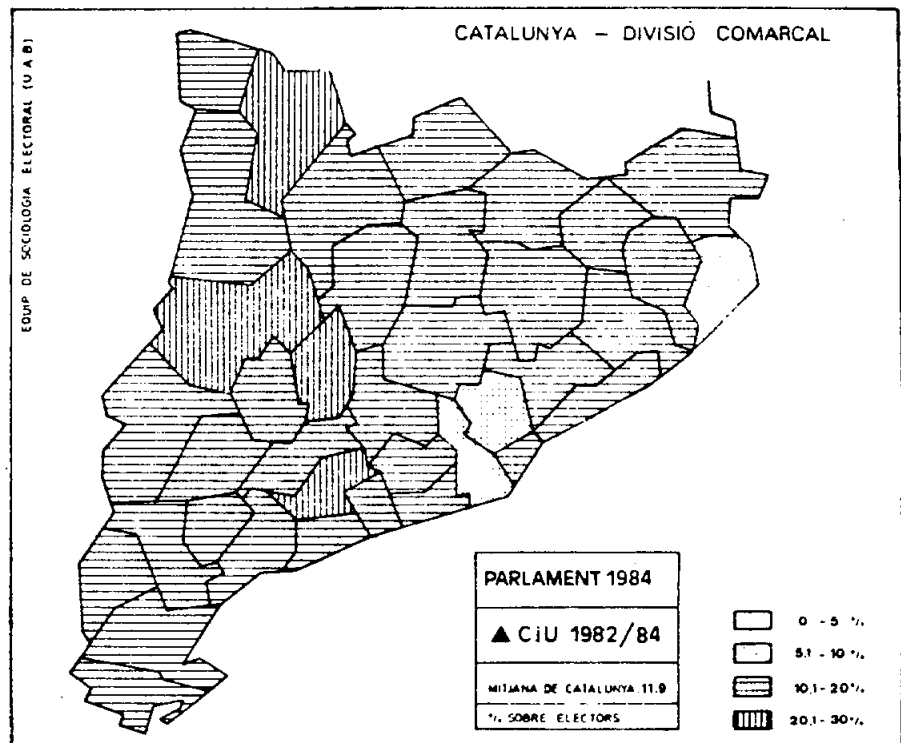 CATALUNYA – DIVISIÓ COMARCAL
EQUIP DE SOCIOLOGIA ELECTORAL (U A B)
PARLAMENT 1984
▲ CiU 1982/84
MITJANA DE CATALUNYA 11.9
% SOBRE ELECTORS
0 - 5 %
5,1 - 10 %
10,1 - 20 %
20,1 - 30 %